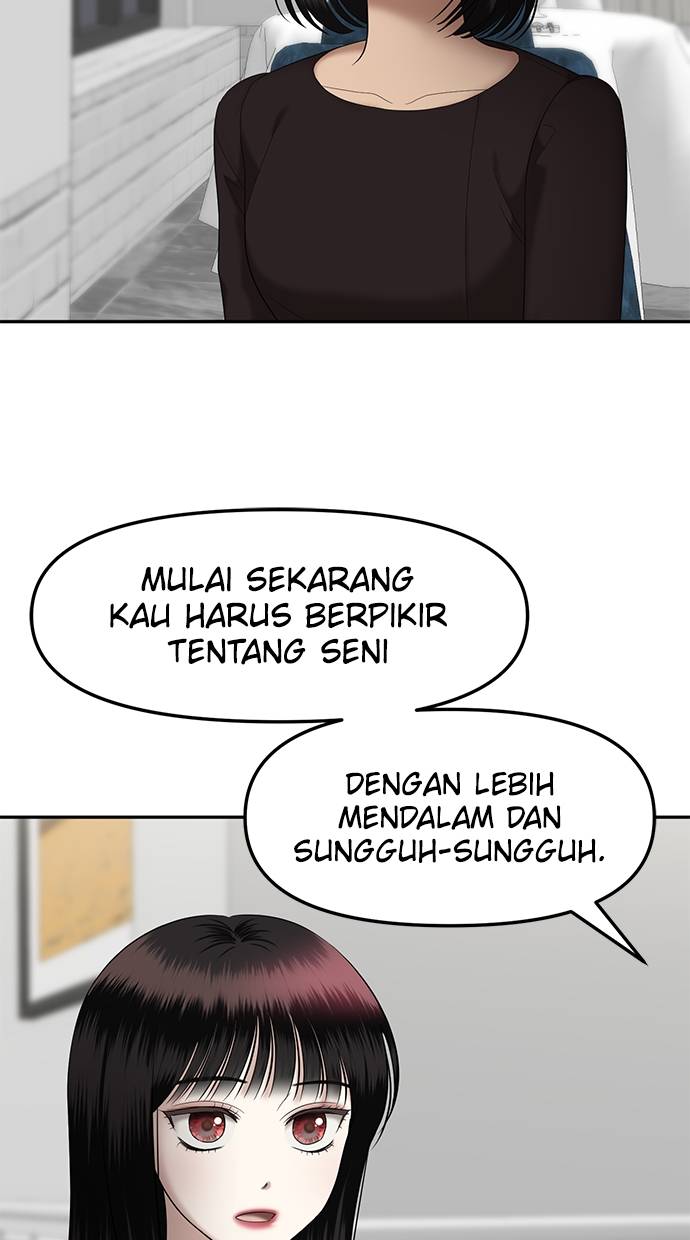 MULAI SEKARANG
KAU HARUS BERPIKIR
TENTANG SENI
DENGAN LEBIH
MENDALAM DAN
SUNGGUH-SUNGGUH.